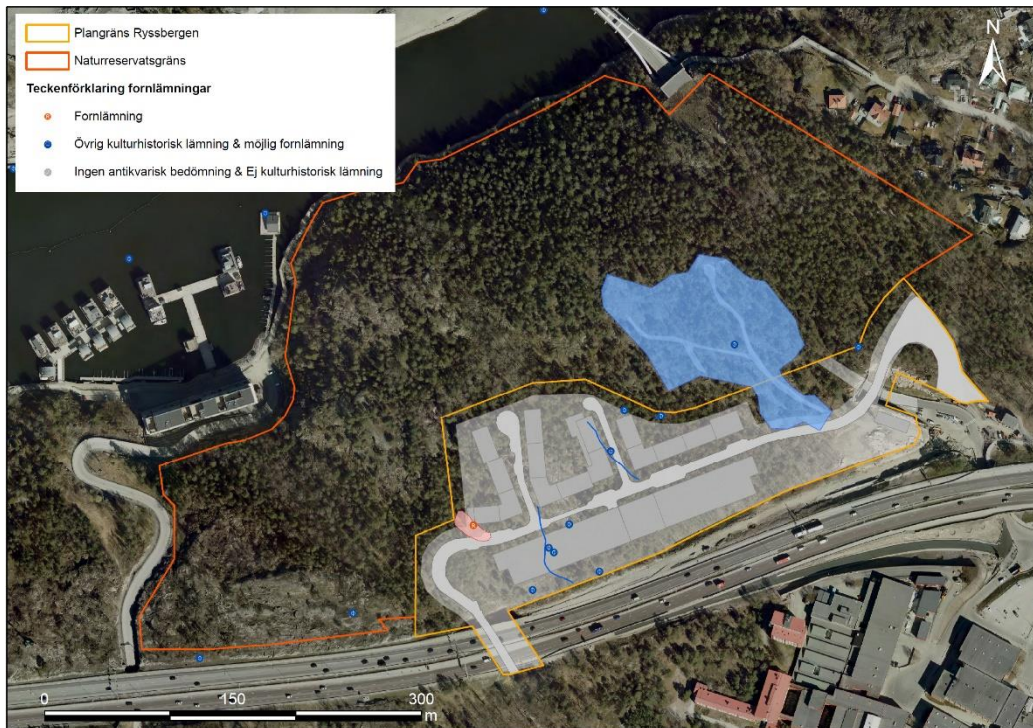 Plangräns Ryssbergen
Naturreservatsgräns
Teckenförklaring fornlämningar
Fornlämning
Övrig kulturhistorisk lämning & möjlig fornlämning
Ingen antikvarisk bedömning & Ej kulturhistorisk lämning
N
0 150 300
m